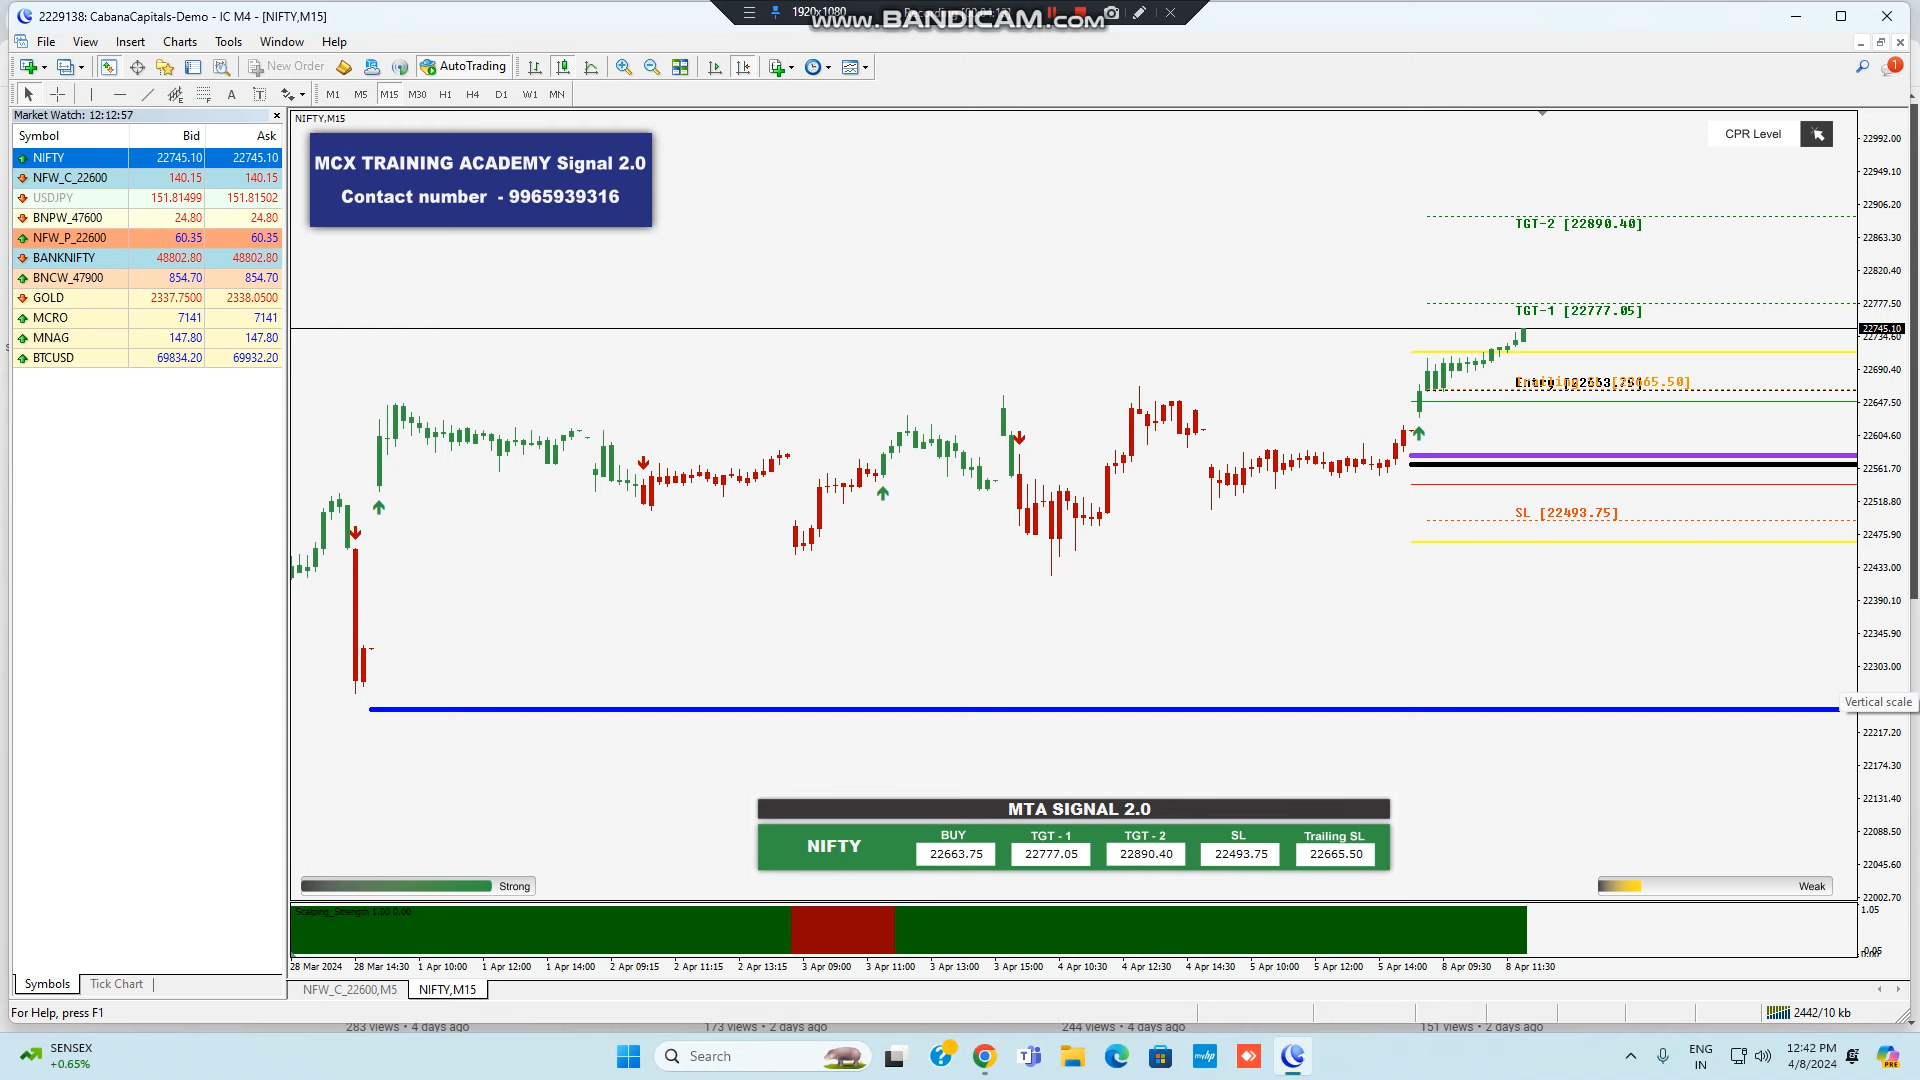 2229138: CabanaCapitals-Demo - IC M4 - [NIFTY,M15]
1920x1080
www.BANDICAM.com
File View Insert Charts Tools Window Help
New Order AutoTrading
1
M1 M5 M15 M30 H1 H4 D1 W1 MN
Market Watch: 12:12:57
Symbol Bid Ask
NIFTY 22745.10 22745.10
NFW_C_22600 140.15 140.15
USDJPY 151.81499 151.81502
BNPW_47600 24.80 24.80
NFW_P_22600 60.35 60.35
BANKNIFTY 48802.80 48802.80
BNCW_47900 854.70 854.70
GOLD 2337.7500 2338.0500
MCRO 7141 7141
MNAG 147.80 147.80
BTCUSD 69834.20 69932.20
Symbols Tick Chart
NIFTY,M15
MCX TRAINING ACADEMY Signal 2.0
Contact number - 9965939316
CPR Level
TGT-2 [22890.40]
TGT-1 [22777.05]
SL [22493.75]
22992.00
22949.10
22906.20
22863.30
22820.40
22777.50
22745.10
22734.60
22690.40
22647.50
22604.60
22561.70
22518.80
22475.90
22433.00
22390.10
22345.90
22303.00
Vertical scale
22217.20
22174.30
22131.40
22088.50
22045.60
22002.70
MTA SIGNAL 2.0
NIFTY
BUY TGT - 1 TGT - 2 SL Trailing SL
22663.75 22777.05 22890.40 22493.75 22665.50
Strong
Weak
Scalping_Strength 1.00 0.00
1.05
-0.05
28 Mar 2024 28 Mar 14:30 1 Apr 10:00 1 Apr 12:00 1 Apr 14:00 2 Apr 09:15 2 Apr 11:15 2 Apr 13:15 3 Apr 09:00 3 Apr 11:00 3 Apr 13:00 3 Apr 15:00 4 Apr 10:30 4 Apr 12:30 4 Apr 14:30 5 Apr 10:00 5 Apr 12:00 5 Apr 14:00 8 Apr 09:30 8 Apr 11:30
NFW_C_22600,M5 NIFTY,M15
For Help, press F1
2442/10 kb
283 views • 4 days ago 173 views • 2 days ago 244 views • 4 days ago 151 views • 2 days ago
SENSEX
+0.65%
Search
myhp
ENG
IN
12:42 PM
4/8/2024
PRE